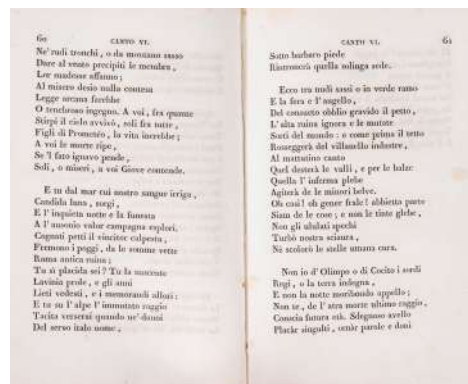 60 CANTO VI.
Ne' rudi tronchi, o da montano sasso
Dare al vento precipiti le membra,
Lor suadesse affanno;
Al misero desio nulla contesa
Legge arcana farebbe
O tenebroso ingegno. A voi, fra quante
Stirpi il cielo avvivò, soli fra tutte,
Figli di Prometéo, la vita increbbe;
A voi le morte ripe,
Se 'l fato ignavo pende,
Soli, o miseri, a voi Giove contende.
E tu dal mar cui nostro sangue irriga,
Candida luna, sorgi,
E l' inquieta notte e la funesta
A l' ausonio valor campagna esplori.
Cognati petti il vincitor calpesta,
Fremono i poggi, da le somme vette
Roma antica ruina;
Tu sì placida sei? Tu la nascente
Lavinia prole, e gli anni
Lieti vedesti, e i memorandi allori:
E tu su l' alpe l' immutato raggio
Tacita verserai quando ne' danni
Del servo italo nome,
CANTO VI. 61
Sotto barbaro piede
Rintronerà quella solinga sede.
Ecco tra nudi sassi o in verde ramo
E la fera e l' augello,
Del consueto obblio gravido il petto,
L' alta ruina ignora e le mutate
Sorti del mondo: e come prima il tetto
Rosseggerà del villanello industre,
Al mattutino canto
Quel desterà le valli, e per le balze
Quella l' inferma plebe
Agiterà de le minori belve.
Oh casi! oh gener frale! abbietta parte
Siam de le cose; e non le tinte glebe,
Non gli ululati spechi
Turbò nostra sciaura,
Nè scolorò le stelle umana cura.
Non io d' Olimpo o di Cocito i sordi
Regi, o la terra indegna,
E non la notte moribondo appello;
Non te, de l' atra morte ultimo raggio,
Conscia futura età. Sdegnoso avello
Placàr singulti, ornàr parole e doni